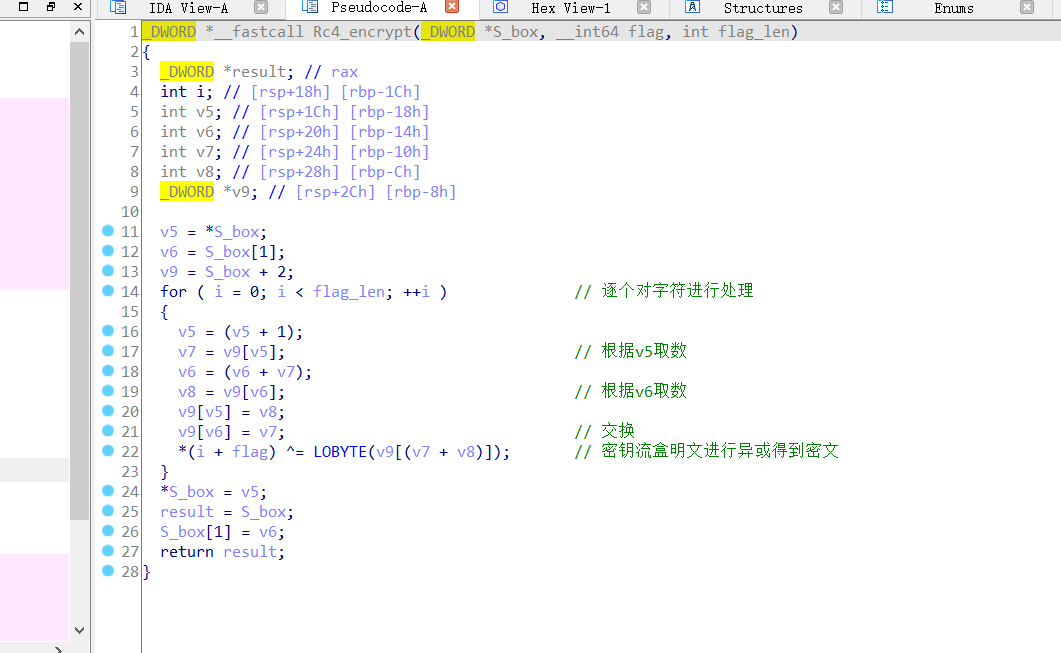 IDA View-A Pseudocode-A Hex View-1 Structures Enums
1 _DWORD *__fastcall Rc4_encrypt(_DWORD *S_box, __int64 flag, int flag_len)
2 {
3 _DWORD *result; // rax
4 int i; // [rsp+18h] [rbp-1Ch]
5 int v5; // [rsp+1Ch] [rbp-18h]
6 int v6; // [rsp+20h] [rbp-14h]
7 int v7; // [rsp+24h] [rbp-10h]
8 int v8; // [rsp+28h] [rbp-Ch]
9 _DWORD *v9; // [rsp+2Ch] [rbp-8h]
10
11 v5 = *S_box;
12 v6 = S_box[1];
13 v9 = S_box + 2;
14 for ( i = 0; i < flag_len; ++i ) // 逐个对字符进行处理
15 {
16 v5 = (v5 + 1);
17 v7 = v9[v5]; // 根据v5取数
18 v6 = (v6 + v7);
19 v8 = v9[v6]; // 根据v6取数
20 v9[v5] = v8;
21 v9[v6] = v7; // 交换
22 *(i + flag) ^= LOBYTE(v9[(v7 + v8)]); // 密钥流盒明文进行异或得到密文
23 }
24 *S_box = v5;
25 result = S_box;
26 S_box[1] = v6;
27 return result;
28 }